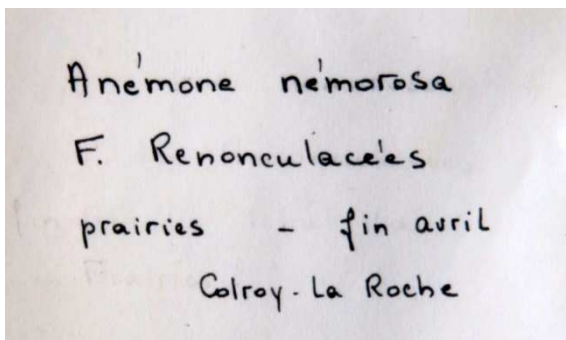 Anémone némorosa
F. Renonculacées
prairies - fin avril
Colroy-La Roche